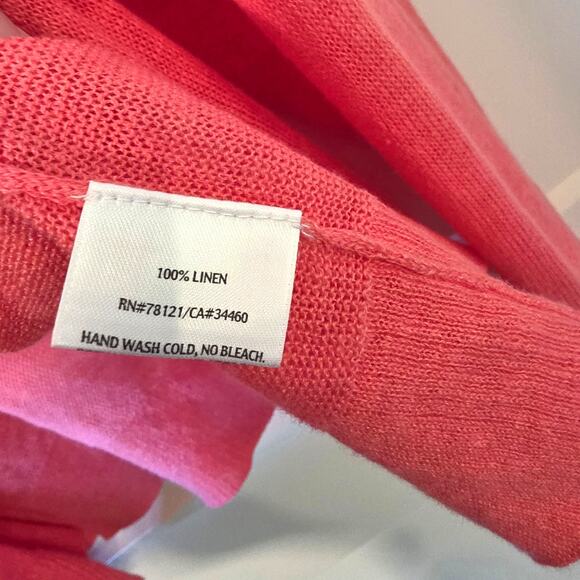 100% LINEN
RN#78121/CA#34460
HAND WASH COLD, NO BLEACH.